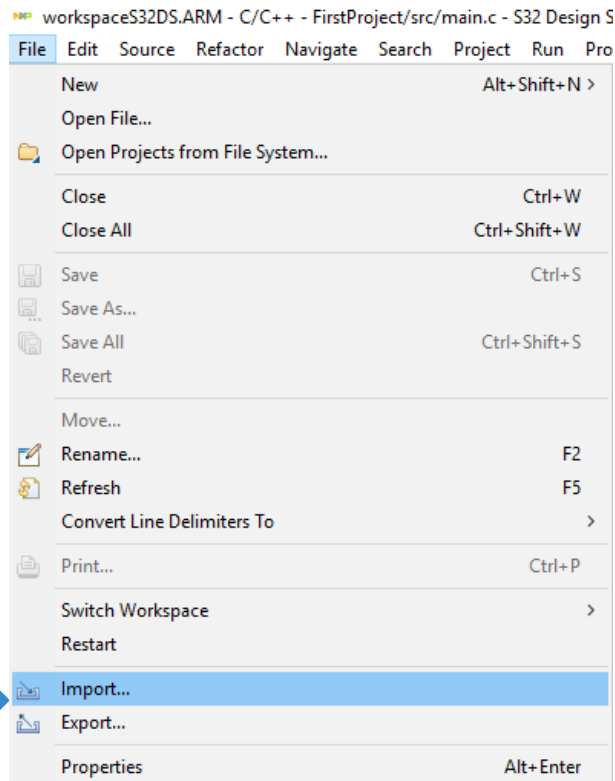 NXP workspaceS32DS.ARM - C/C++ - FirstProject/src/main.c - S32 Design S
File Edit Source Refactor Navigate Search Project Run Pro
New Alt+Shift+N >
Open File...
Open Projects from File System...
Close Ctrl+W
Close All Ctrl+Shift+W
Save Ctrl+S
Save As...
Save All Ctrl+Shift+S
Revert
Move...
Rename... F2
Refresh F5
Convert Line Delimiters To >
Print... Ctrl+P
Switch Workspace >
Restart
Import...
Export...
Properties Alt+Enter